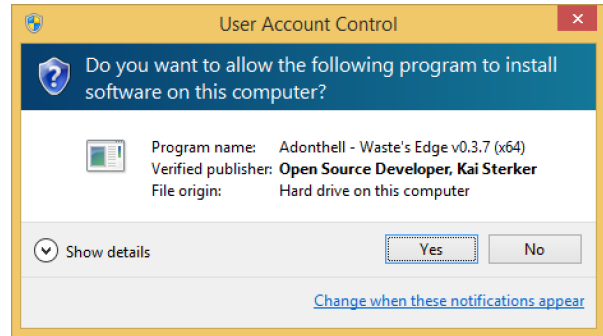 User Account Control
Do you want to allow the following program to install
software on this computer?
Program name: Adonthell - Waste's Edge v0.3.7 (x64)
Verified publisher: Open Source Developer, Kai Sterker
File origin: Hard drive on this computer
Show details
Yes
No
Change when these notifications appear